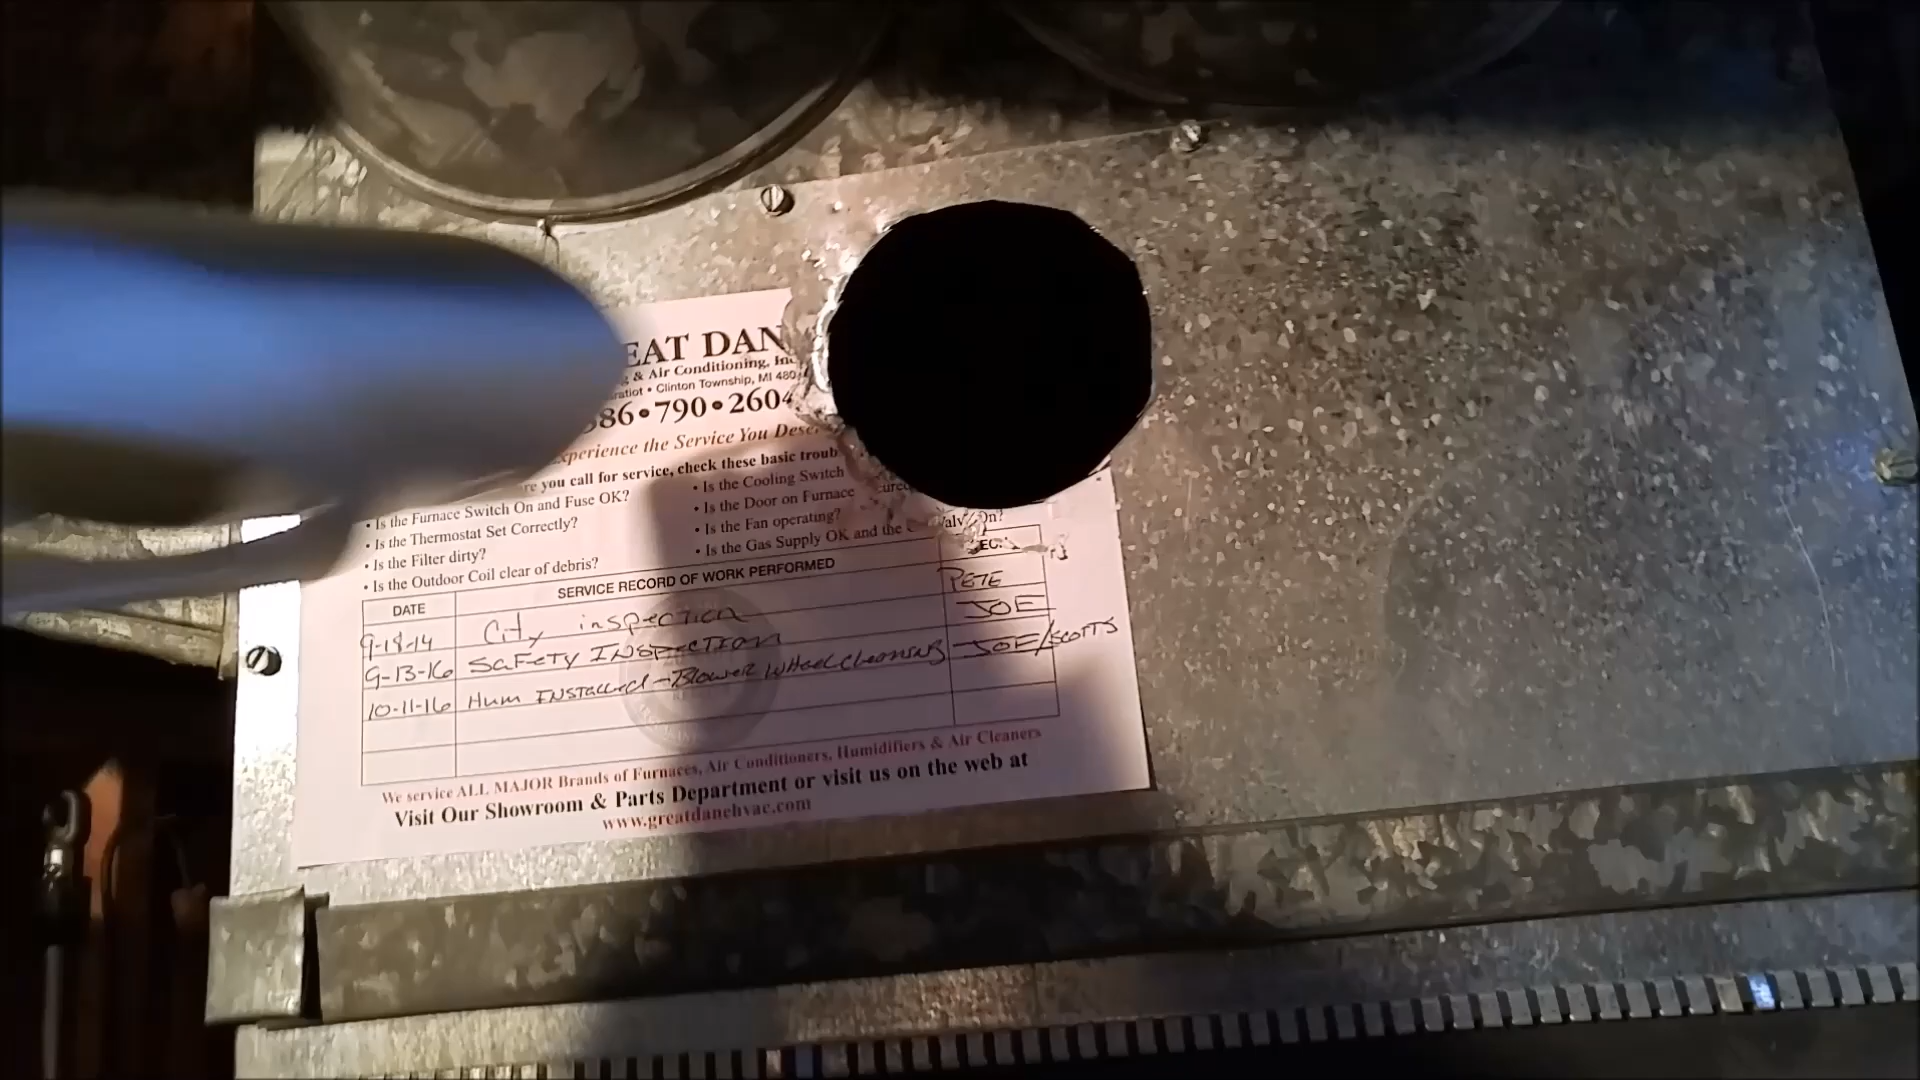 EAT DAN
& Air Conditioning, Inc
ratiot • Clinton Township, MI 480
86•790•2604
xperience the Service You Dese
re you call for service, check these basic troub
• Is the Furnace Switch On and Fuse OK?
• Is the Thermostat Set Correctly?
• Is the Filter dirty?
• Is the Outdoor Coil clear of debris?
• Is the Cooling Switch
• Is the Door on Furnace
• Is the Fan operating?
• Is the Gas Supply OK and the
On?
DATE SERVICE RECORD OF WORK PERFORMED
9-18-14 City inspection PETE
9-13-16 SAFETY INSPECTION JOE
10-11-16 Hum INSTALLED - Blower Wheel cleaning JOE/SCOTTS
We service ALL MAJOR Brands of Furnaces, Air Conditioners, Humidifiers & Air Cleaners
Visit Our Showroom & Parts Department or visit us on the web at
www.greatdanehvac.com